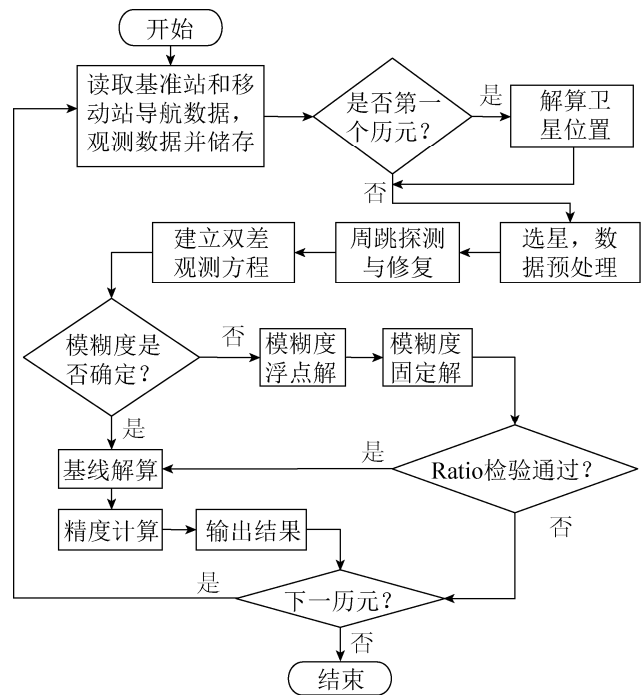 开始
读取基准站和移
动站导航数据，
观测数据并储存
是否第一
个历元？
是
解算卫
星位置
否
选星，数
据预处理
周跳探测
与修复
建立双差
观测方程
模糊度是
否确定？
否
模糊度
浮点解
模糊度
固定解
是
基线解算
是
Ratio检验通过？
精度计算
输出结果
否
是
下一历元？
否
结束